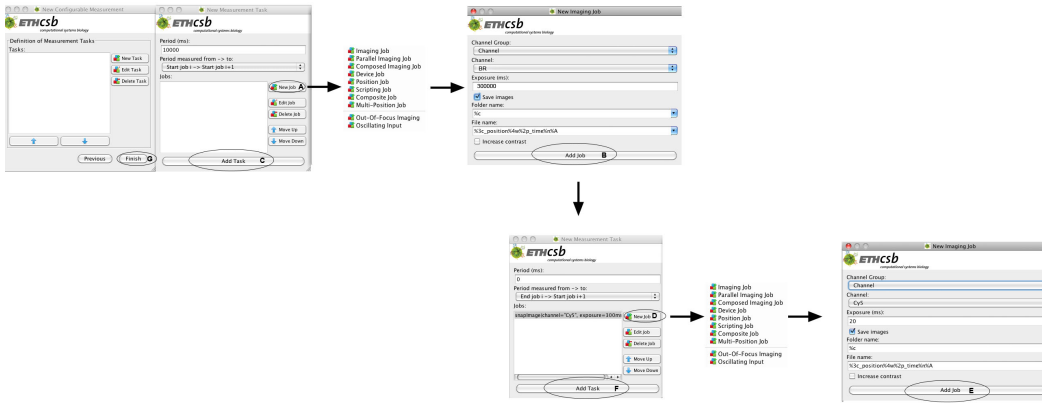 New Configurable Measurement
ETHcsb
computational systems biology
Definition of Measurement Tasks
Tasks:
New Task
Edit Task
Delete Task
Previous
Finish G
New Measurement Task
ETHcsb
computational systems biology
Period (ms):
10000
Period measured from -> to:
Start job i -> Start job i+1
Jobs:
New Job A
Edit Job
Delete Job
Move Up
Move Down
Add Task C
Imaging Job
Parallel Imaging Job
Composed Imaging Job
Device Job
Position Job
Scripting Job
Composite Job
Multi-Position Job
Out-Of-Focus Imaging
Oscillating Input
New Imaging Job
ETHcsb
computational systems biology
Channel Group:
Channel
Channel:
BR
Exposure (ms):
300000
Save images
Folder name:
%c
File name:
%3c_position%4w%2p_time%n%A
Increase contrast
Add Job B
New Measurement Task
ETHcsb
computational systems biology
Period (ms):
0
Period measured from -> to:
End job i -> Start job i+1
Jobs:
snapImage(channel="Cy5", exposure=300ms
New Job D
Edit Job
Delete Job
Move Up
Move Down
Add Task F
Imaging Job
Parallel Imaging Job
Composed Imaging Job
Device Job
Position Job
Scripting Job
Composite Job
Multi-Position Job
Out-Of-Focus Imaging
Oscillating Input
New Imaging Job
ETHcsb
computational systems biology
Channel Group:
Channel
Channel:
Cy5
Exposure (ms):
20
Save images
Folder name:
%c
File name:
%3c_position%4w%2p_time%n%A
Increase contrast
Add Job E